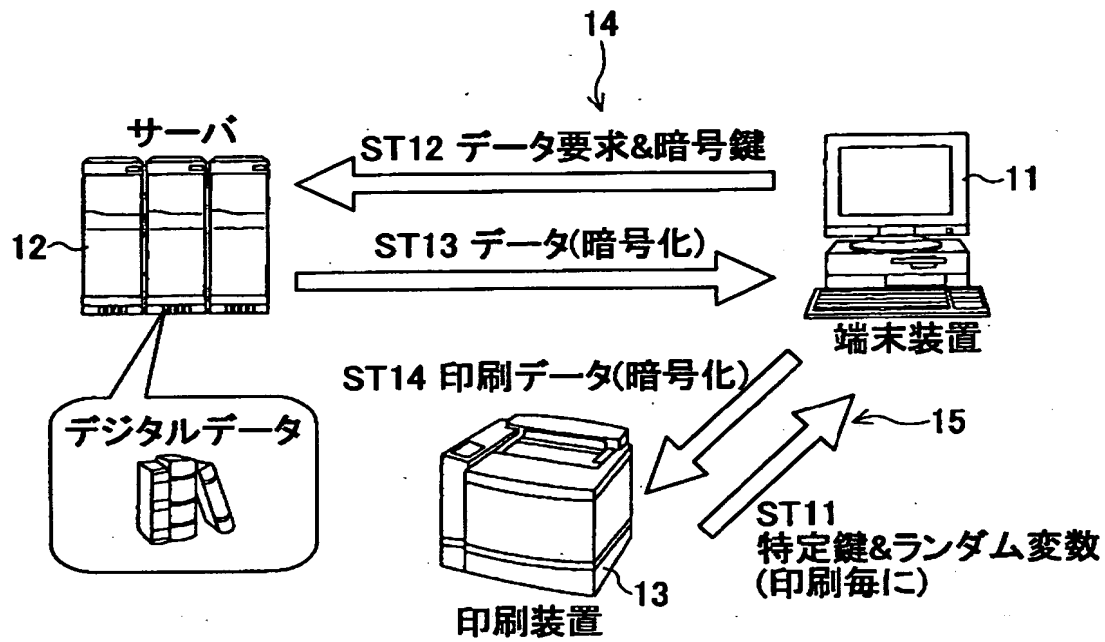 14
サーバ
ST12 データ要求&暗号鍵
11
12
ST13 データ(暗号化)
端末装置
ST14 印刷データ(暗号化)
15
デジタルデータ
ST11
特定鍵&ランダム変数
(印刷毎に)
13
印刷装置